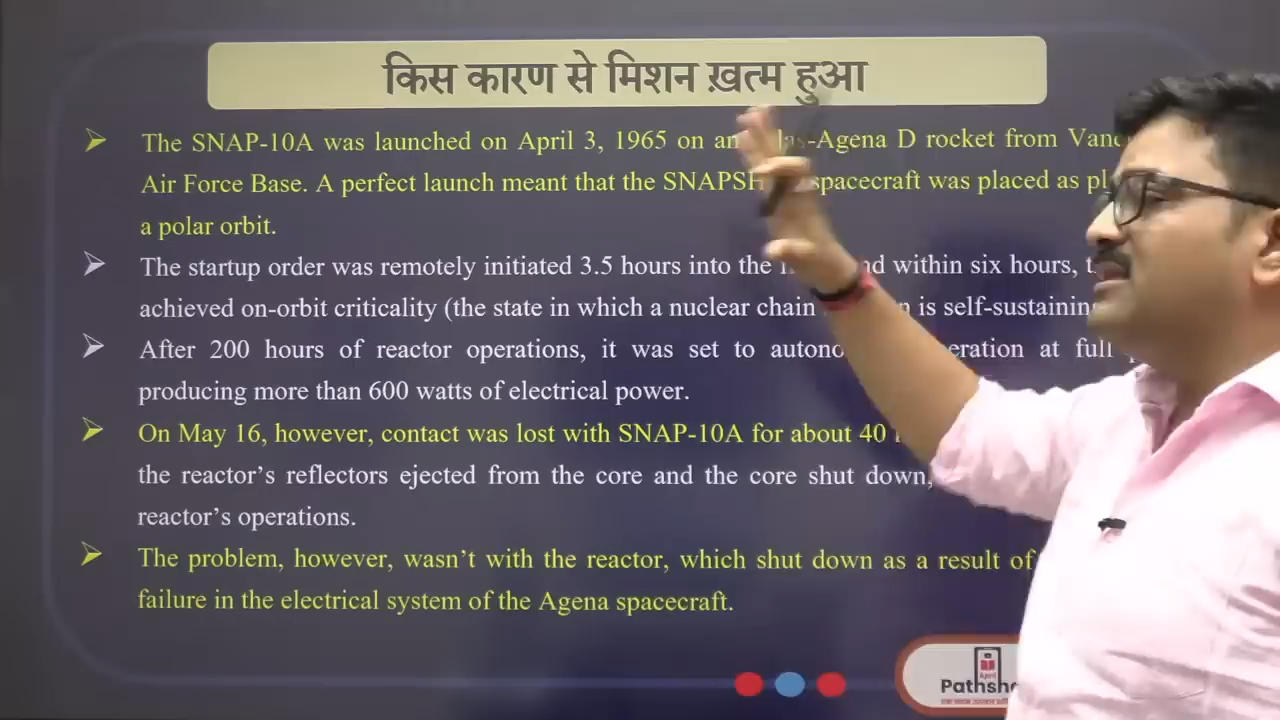 किस कारण से मिशन ख़त्म हुआ
The SNAP-10A was launched on April 3, 1965 on an -Agena D rocket from
Air Force Base. A perfect launch meant that the spacecraft was placed as
a polar orbit.
The startup order was remotely initiated 3.5 hours into the within six hours,
achieved on-orbit criticality (the state in which a nuclear chain is
After 200 hours of reactor operations, it was set to at full
producing more than 600 watts of electrical power.
On May 16, however, contact was lost with SNAP-10A for about 40
the reactor's reflectors ejected from the core and the core shut down,
reactor's operations.
The problem, however, wasn't with the reactor, which shut down as a result of
failure in the electrical system of the Agena spacecraft.